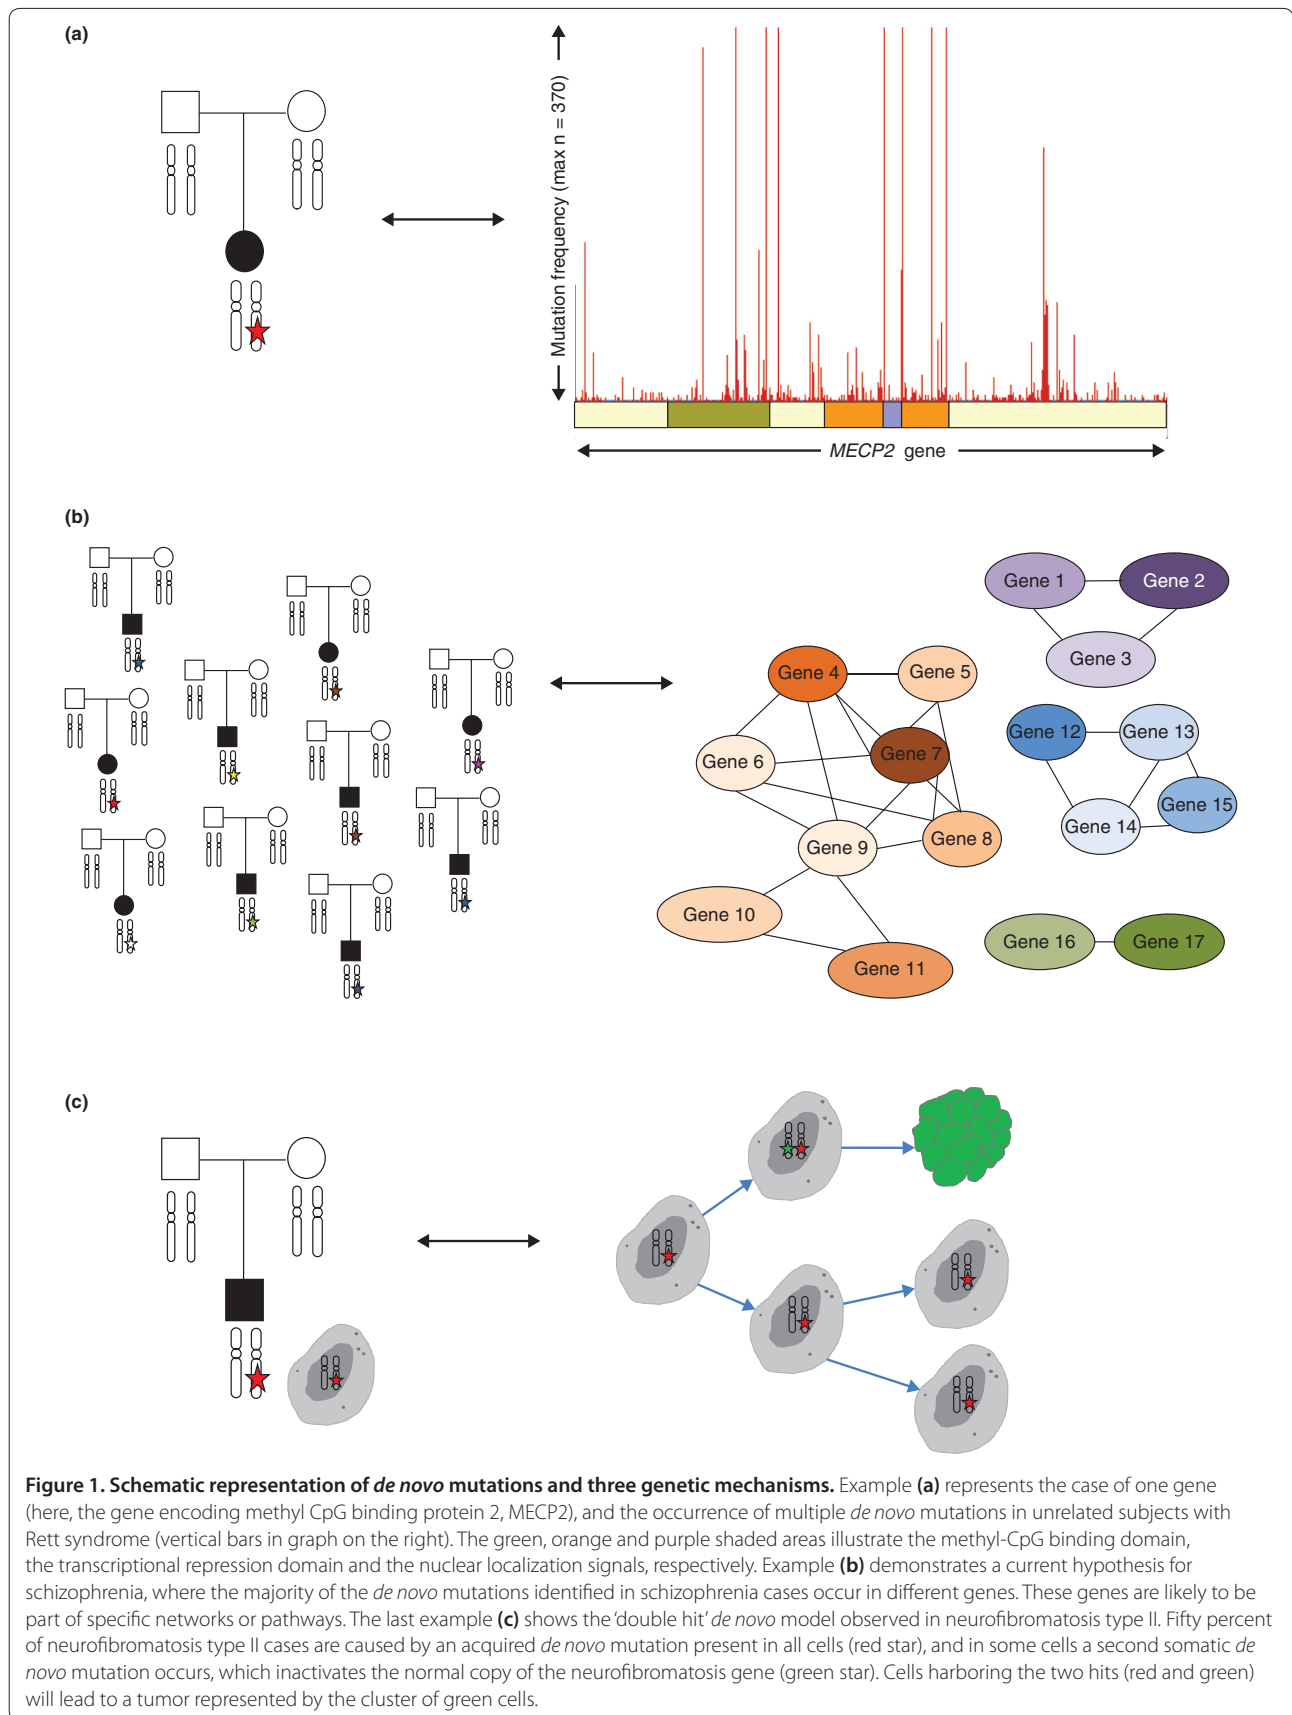 (a)
Mutation frequency (max n = 370)
MECP2 gene
(b)
Gene 1
Gene 2
Gene 3
Gene 4
Gene 5
Gene 6
Gene 7
Gene 8
Gene 9
Gene 10
Gene 11
Gene 12
Gene 13
Gene 14
Gene 15
Gene 16
Gene 17
(c)
Figure 1. Schematic representation of de novo mutations and three genetic mechanisms. Example (a) represents the case of one gene
(here, the gene encoding methyl CpG binding protein 2, MECP2), and the occurrence of multiple de novo mutations in unrelated subjects with
Rett syndrome (vertical bars in graph on the right). The green, orange and purple shaded areas illustrate the methyl-CpG binding domain,
the transcriptional repression domain and the nuclear localization signals, respectively. Example (b) demonstrates a current hypothesis for
schizophrenia, where the majority of the de novo mutations identified in schizophrenia cases occur in different genes. These genes are likely to be
part of specific networks or pathways. The last example (c) shows the 'double hit' de novo model observed in neurofibromatosis type II. Fifty percent
of neurofibromatosis type II cases are caused by an acquired de novo mutation present in all cells (red star), and in some cells a second somatic de
novo mutation occurs, which inactivates the normal copy of the neurofibromatosis gene (green star). Cells harboring the two hits (red and green)
will lead to a tumor represented by the cluster of green cells.